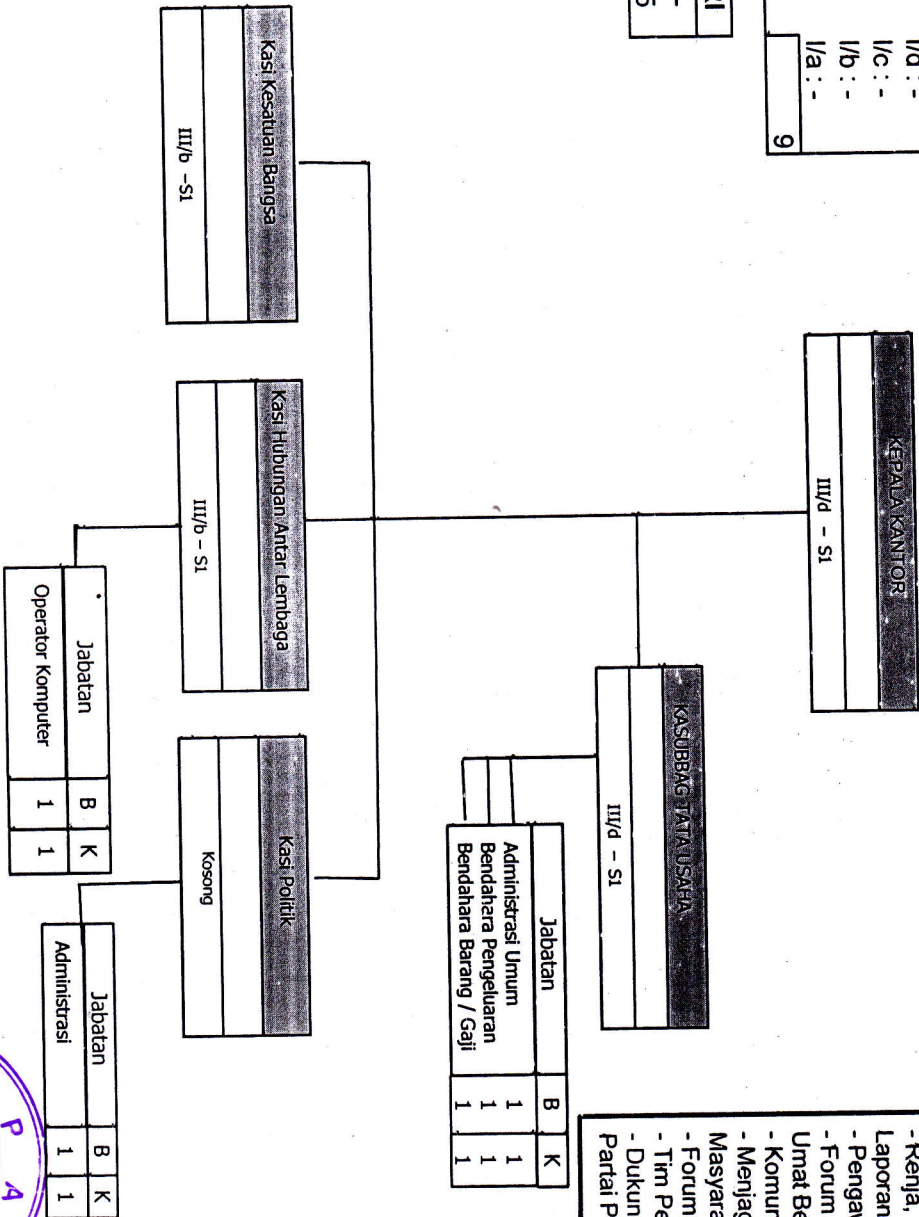 I/d : -
I/c : -
I/b : -
I/a : -
9
KEPALA KANTOR
III/d - S1
KASUBBAG TATA USAHA
III/d - S1
Jabatan B K
Administrasi Umum 1 1
Bendahara Pengeluaran 1 1
Bendahara Barang / Gaji 1 1
Kasi Kesatuan Bangsa
III/b -S1
Kasi Hubungan Antar Lembaga
III/b - S1
Kasi Politik
Kosong
Jabatan B K
Operator Komputer 1 1
Jabatan B K
Administrasi 1 1
- Renja,
Laporan
- Pengaw
- Forum
Umat Be
- Komun
- Menjag
Masyara
- Forum
- Tim Pe
- Dukun
Partai P
P A